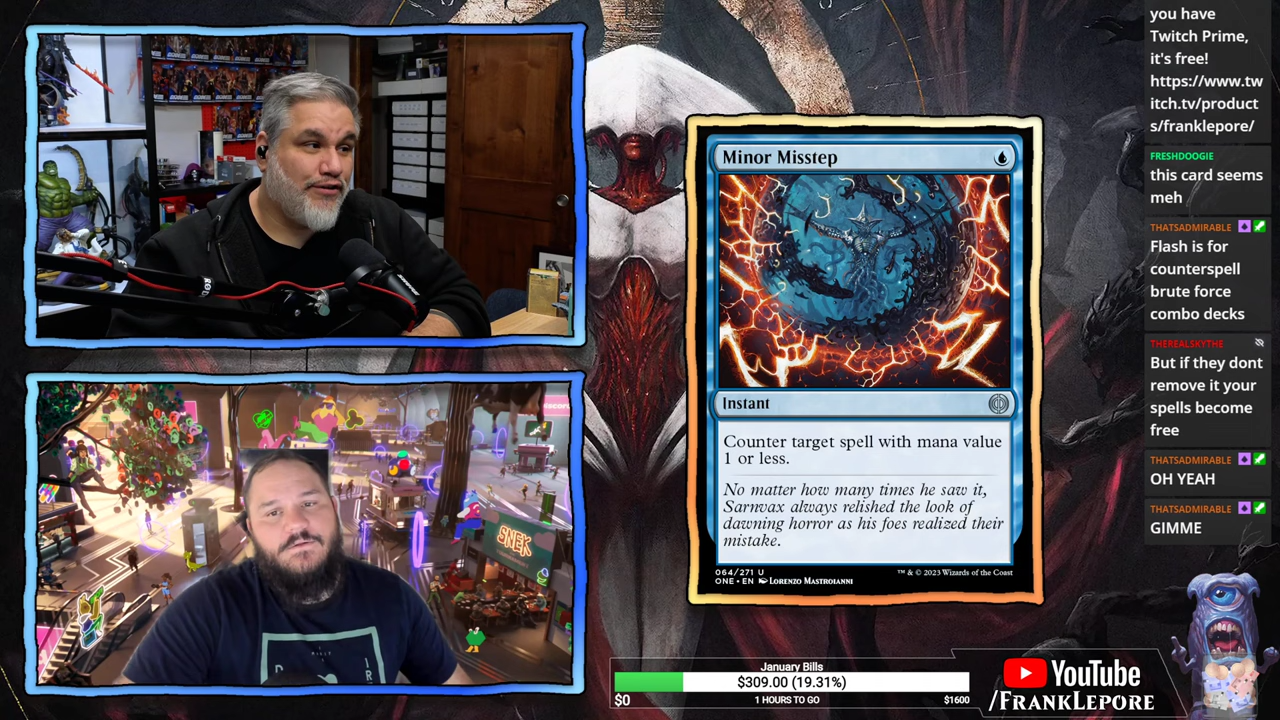 you have
Twitch Prime,
it's free!
https://www.tw
itch.tv/product
s/franklepore/
FRESHDOOGIE
this card seems
meh
THATSADMIRABLE
Flash is for
counterspell
brute force
combo decks
THEREALSKYTHE
But if they dont
remove it your
spells become
free
THATSADMIRABLE
OH YEAH
THATSADMIRABLE
GIMME
Minor Misstep
Instant
Counter target spell with mana value
1 or less.
No matter how many times he saw it,
Sarnvax always relished the look of
dawning horror as his foes realized their
mistake.
064/271 U
ONE • EN LORENZO MASTROIANNI
™ & © 2023 Wizards of the Coast
SNEK
January Bills
$309.00 (19.31%)
$0
1 HOURS TO GO
$1600
YouTube
/FRANKLEPORE